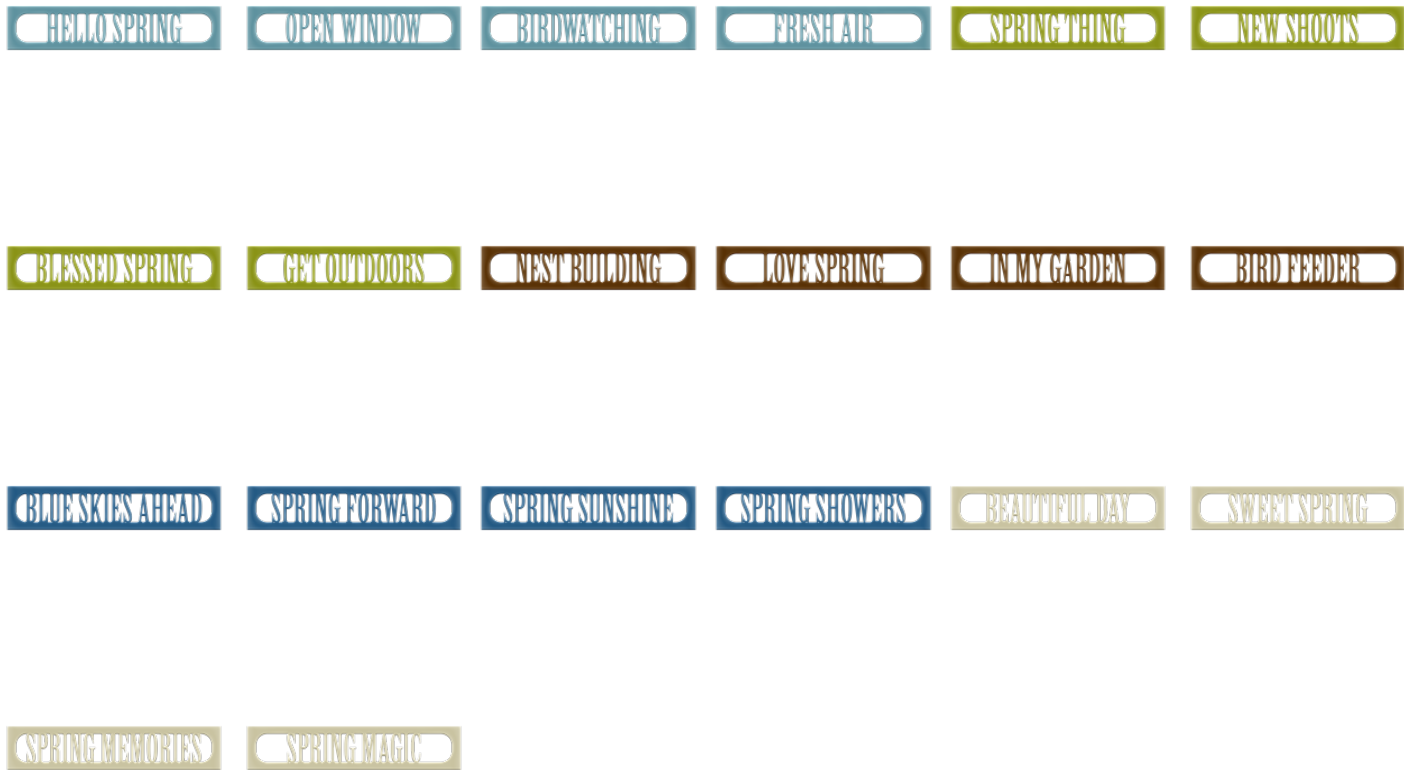 HELLO SPRING
OPEN WINDOW
BIRDWATCHING
FRESH AIR
SPRING THING
NEW SHOOTS
BLESSED SPRING
GET OUTDOORS
NEST BUILDING
LOVE SPRING
IN MY GARDEN
BIRD FEEDER
BLUE SKIES AHEAD
SPRING FORWARD
SPRING SUNSHINE
SPRING SHOWERS
BEAUTIFUL DAY
SWEET SPRING
SPRING MEMORIES
SPRING MAGIC